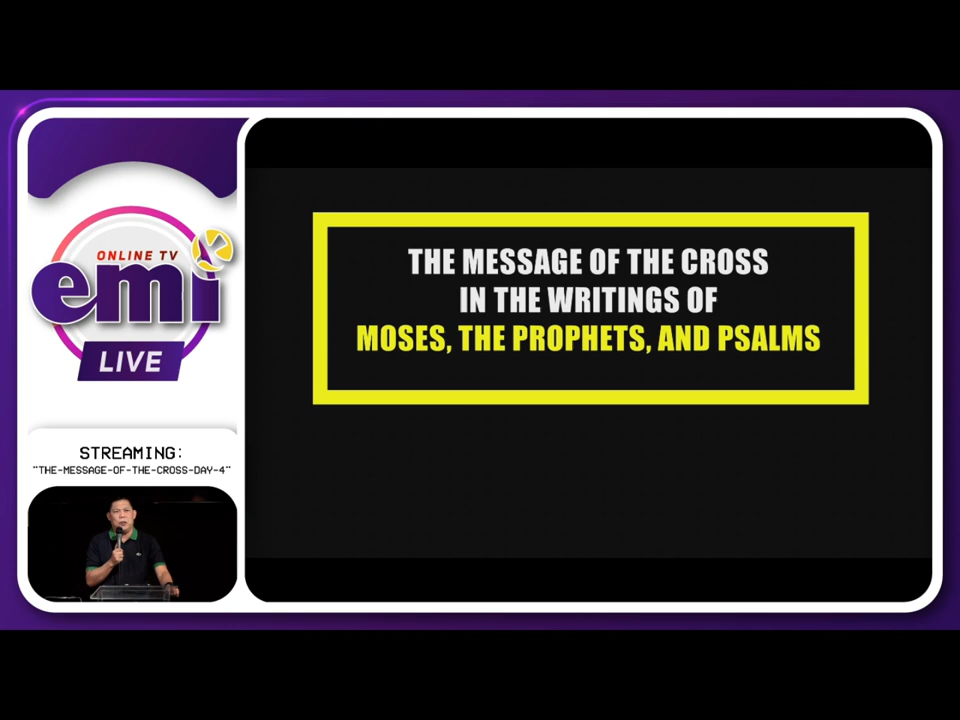 ONLINE TV
emi
LIVE
STREAMING:
"THE-MESSAGE-OF-THE-CROSS-DAY-4"
THE MESSAGE OF THE CROSS
IN THE WRITINGS OF
MOSES, THE PROPHETS, AND PSALMS